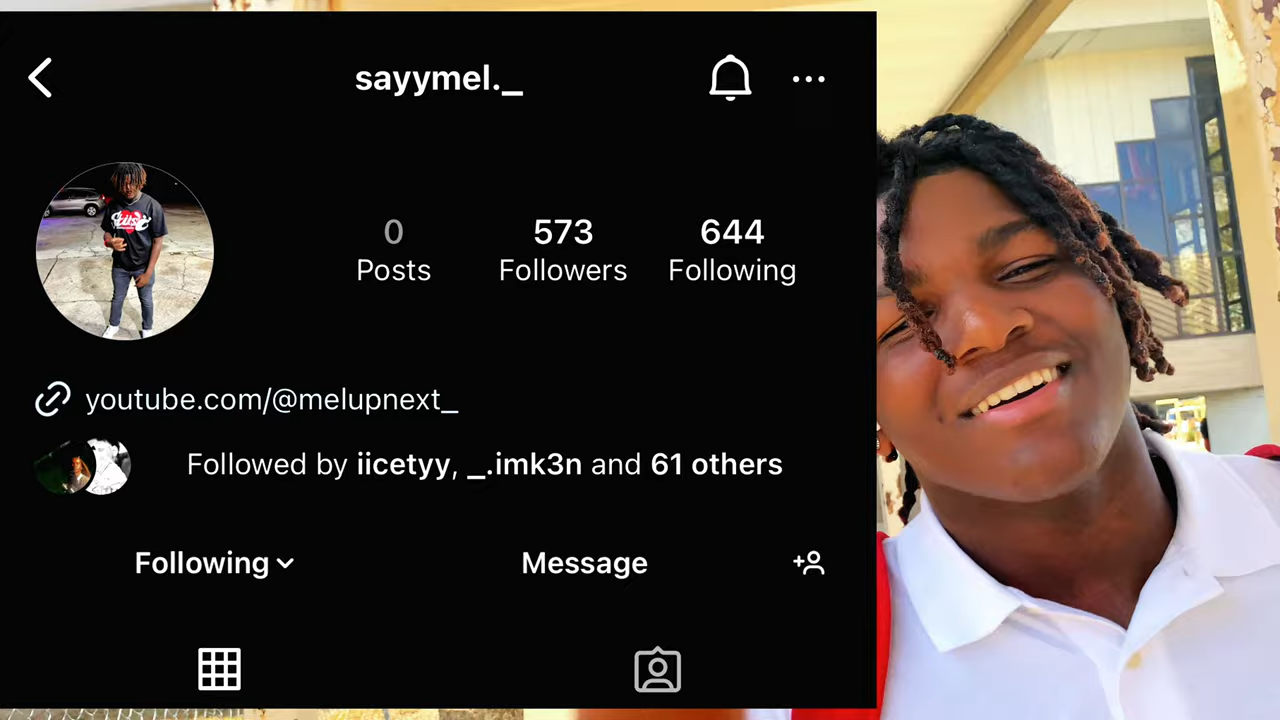 sayymel._
0 573 644
Posts Followers Following
youtube.com/@melupnext_
Followed by iicetyy, _.imk3n and 61 others
Following Message